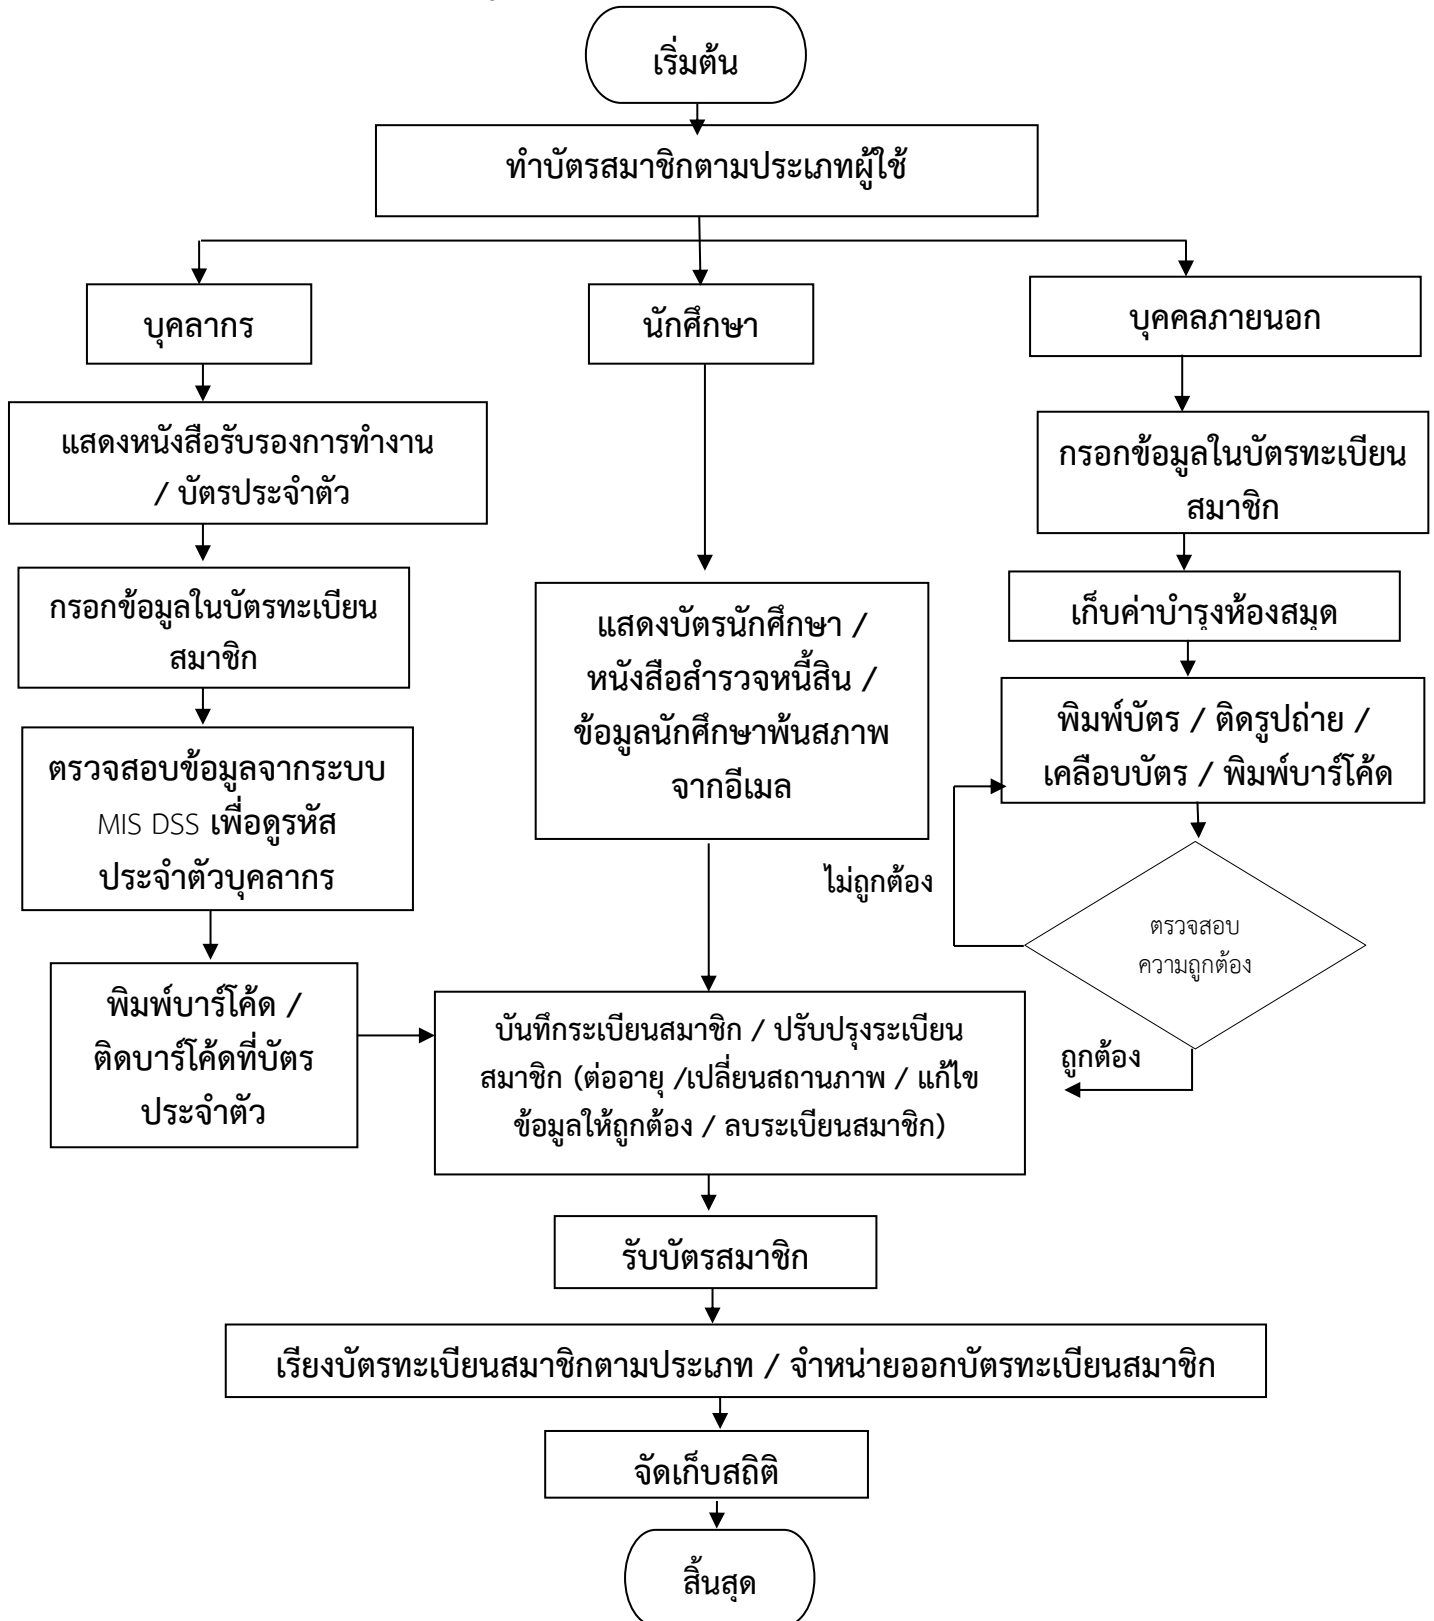 เริ่มต้น
ทำบัตรสมาชิกตามประเภทผู้ใช้
บุคลากร
นักศึกษา
บุคคลภายนอก
แสดงหนังสือรับรองการทำงาน
/ บัตรประจำตัว
กรอกข้อมูลในบัตรทะเบียน
สมาชิก
ตรวจสอบข้อมูลจากระบบ
MIS DSS เพื่อดูรหัส
ประจำตัวบุคลากร
พิมพ์บาร์โค้ด /
ติดบาร์โค้ดที่บัตร
ประจำตัว
แสดงบัตรนักศึกษา /
หนังสือสำรวจหนี้สิน /
ข้อมูลนักศึกษาพ้นสภาพ
จากอีเมล
กรอกข้อมูลในบัตรทะเบียน
สมาชิก
เก็บค่าบำรุงห้องสมุด
พิมพ์บัตร / ติดรูปถ่าย /
เคลือบบัตร / พิมพ์บาร์โค้ด
ไม่ถูกต้อง
ตรวจสอบ
ความถูกต้อง
ถูกต้อง
บันทึกระเบียนสมาชิก / ปรับปรุงระเบียน
สมาชิก (ต่ออายุ /เปลี่ยนสถานภาพ / แก้ไข
ข้อมูลให้ถูกต้อง / ลบระเบียนสมาชิก)
รับบัตรสมาชิก
เรียงบัตรทะเบียนสมาชิกตามประเภท / จำหน่ายออกบัตรทะเบียนสมาชิก
จัดเก็บสถิติ
สิ้นสุด